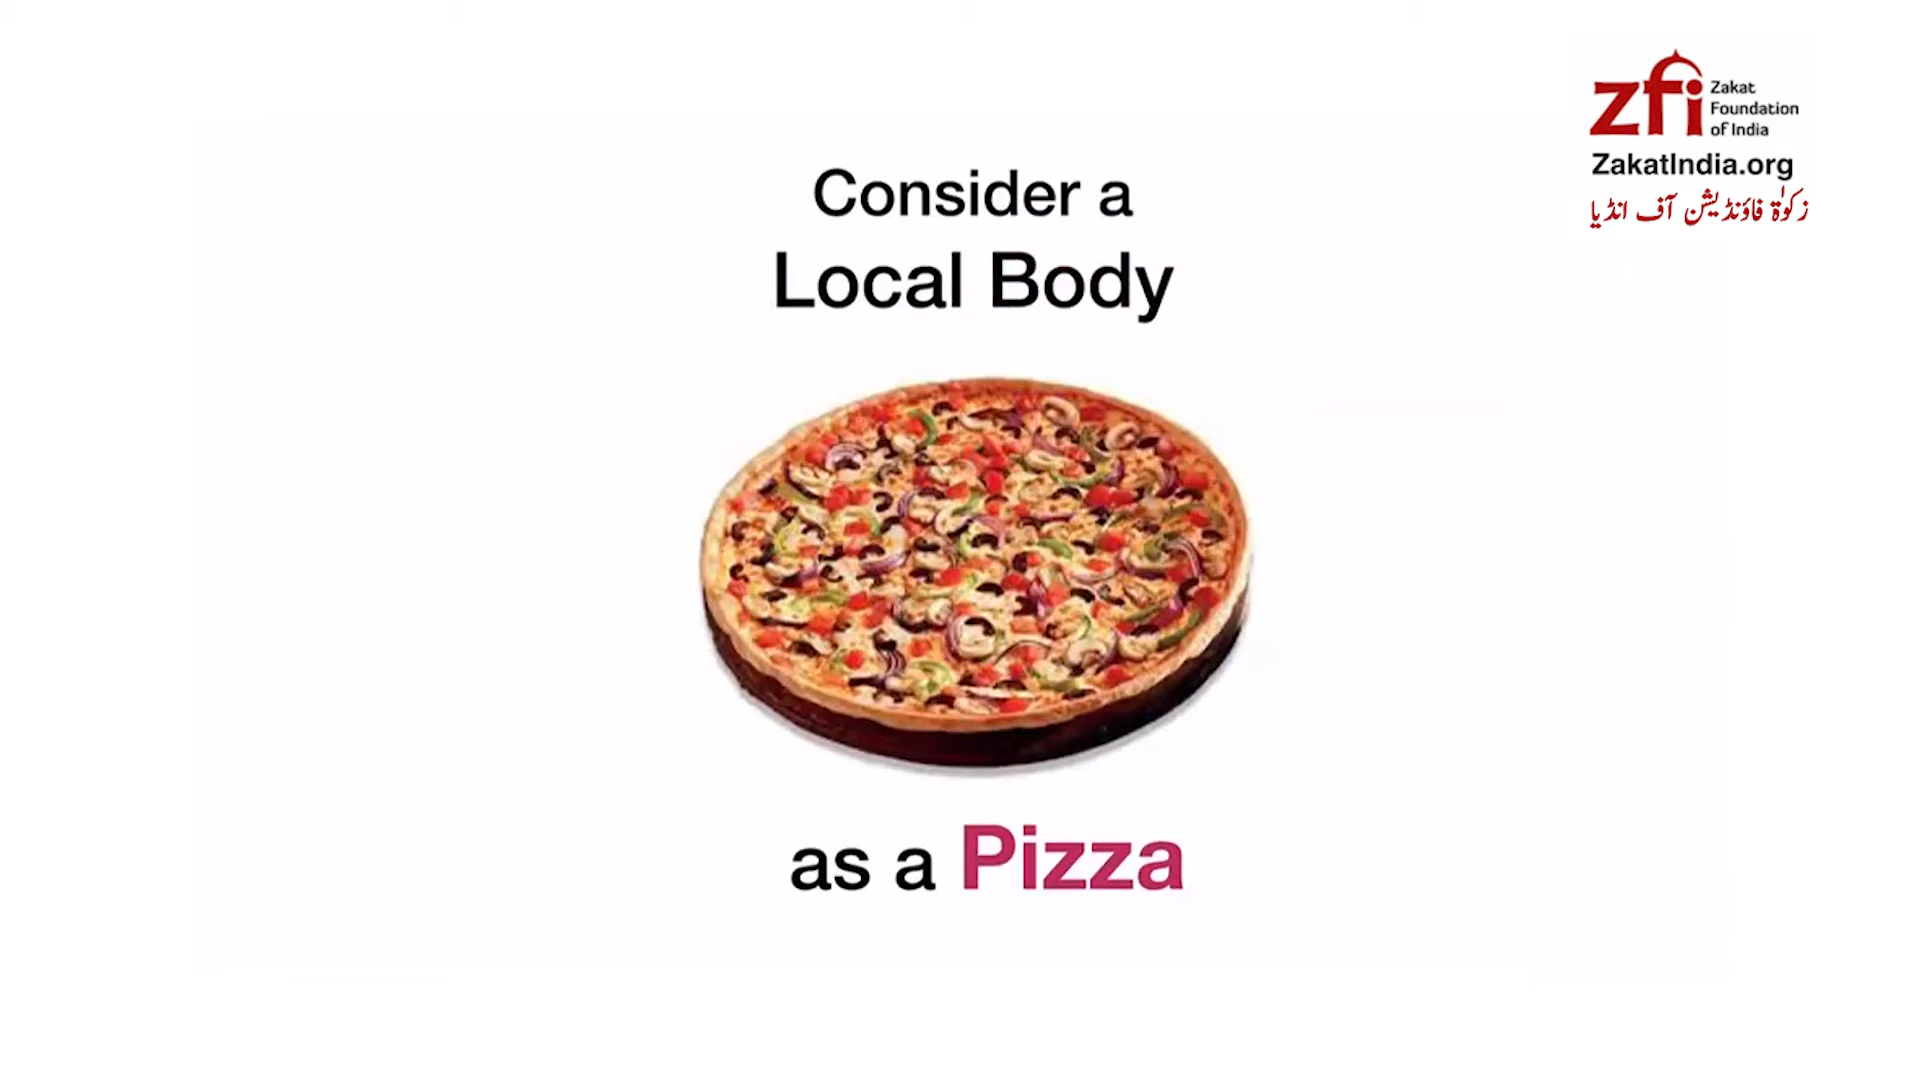 Consider a
Local Body
as a Pizza
zfi Zakat
Foundation
of India
ZakatIndia.org
زکوٰۃ فاؤنڈیشن آف انڈیا